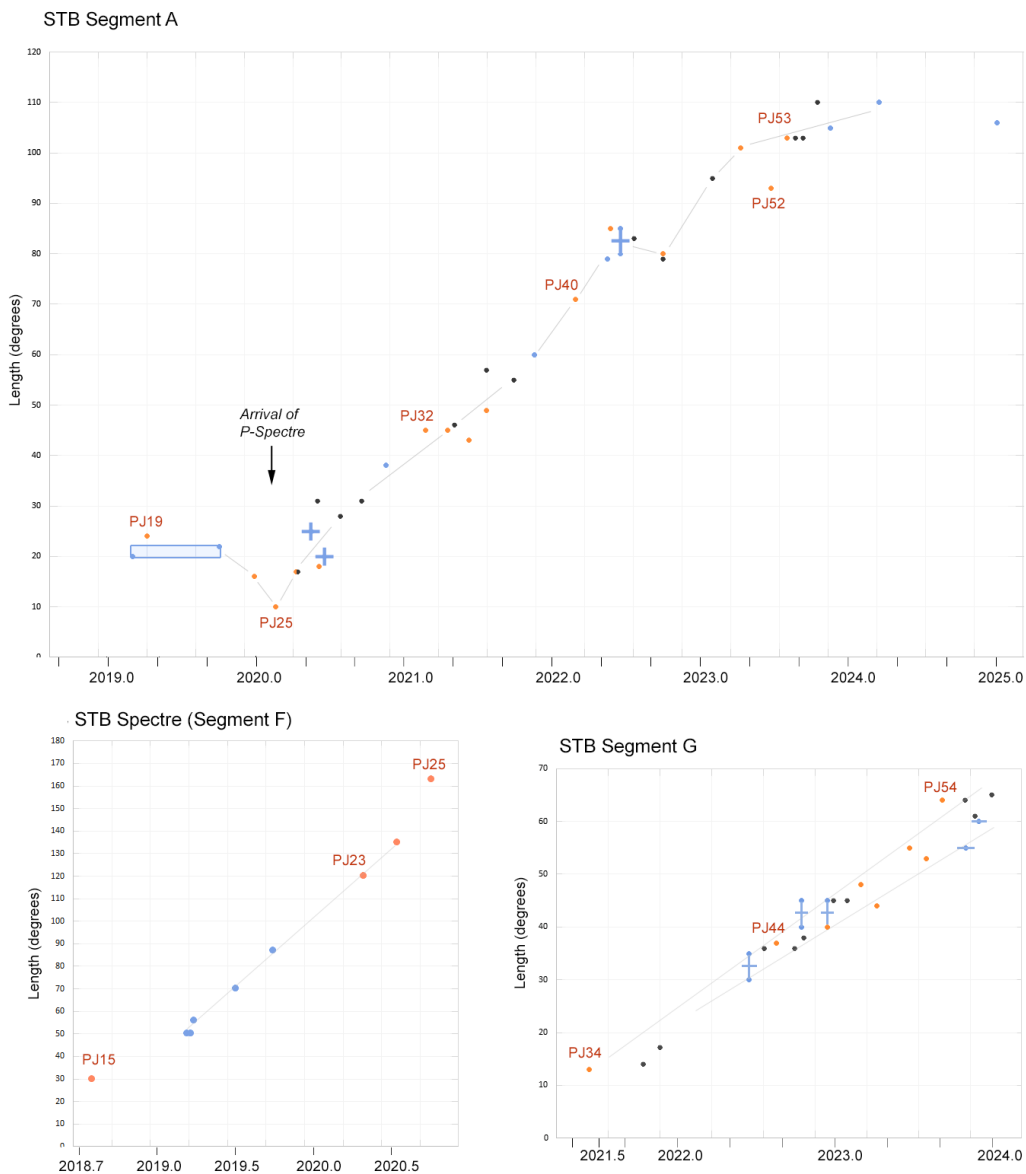 STB Segment A
120
110
100
90
80
70
60
50
40
30
20
10
0
Length (degrees)
PJ53
PJ52
PJ40
PJ32
Arrival of
P-Spectre
PJ19
PJ25
2019.0 2020.0 2021.0 2022.0 2023.0 2024.0 2025.0
STB Spectre (Segment F)
180
170
160
150
140
130
120
110
100
90
80
70
60
50
40
30
20
10
0
Length (degrees)
PJ25
PJ23
PJ15
2018.7 2019.0 2019.5 2020.0 2020.5
STB Segment G
70
60
50
40
30
20
10
0
Length (degrees)
PJ54
PJ44
PJ34
2021.5 2022.0 2023.0 2024.0